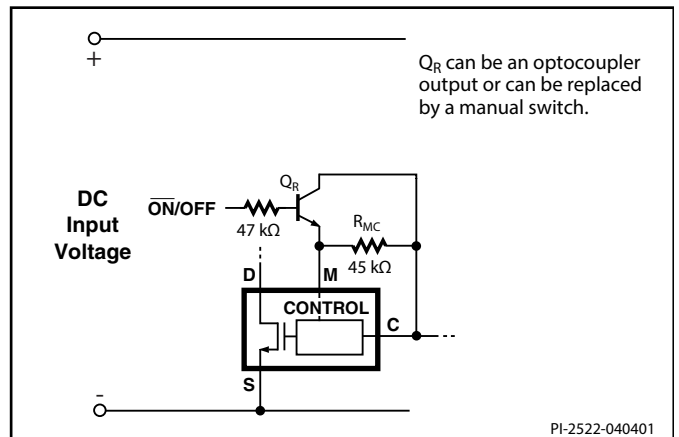 +
Q_R can be an optocoupler
output or can be replaced
by a manual switch.
DC
Input
Voltage
ON/OFF
47 kΩ
Q_R
R_MC
45 kΩ
D
M
CONTROL
C
S
-
PI-2522-040401